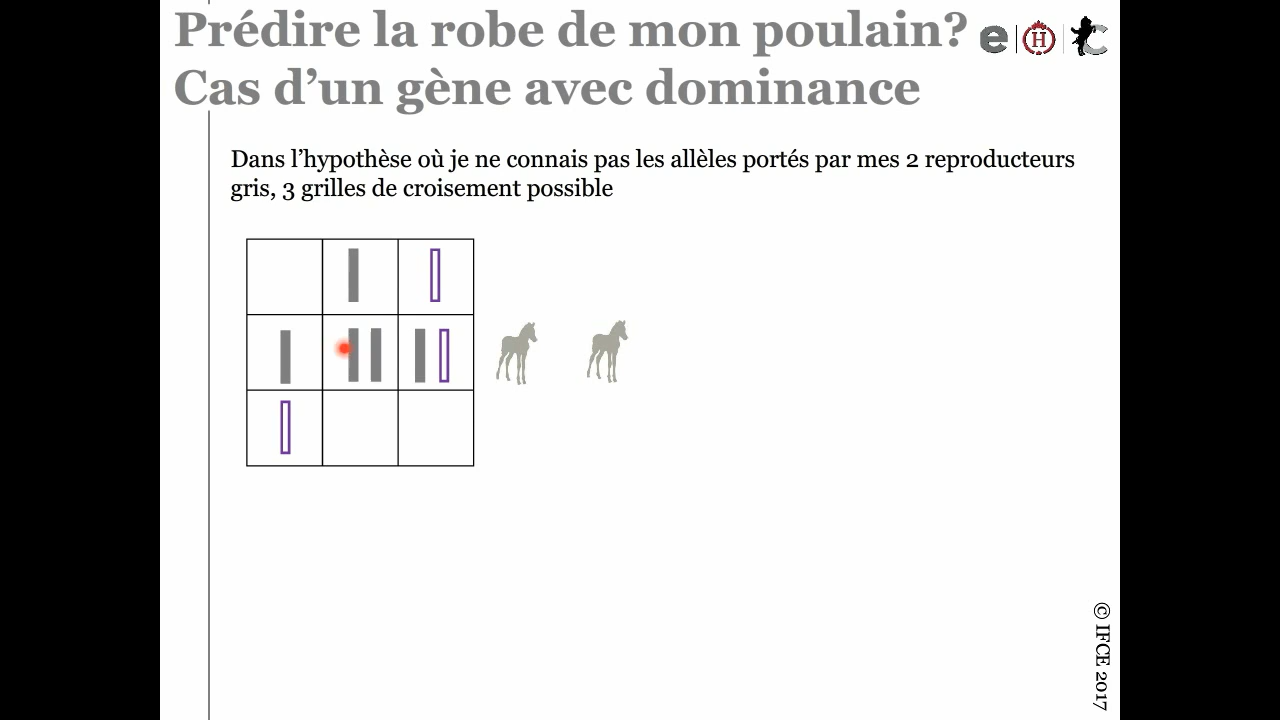 Prédire la robe de mon poulain?
Cas d’un gène avec dominance
e H C
Dans l’hypothèse où je ne connais pas les allèles portés par mes 2 reproducteurs
gris, 3 grilles de croisement possible
© IFCE 2017